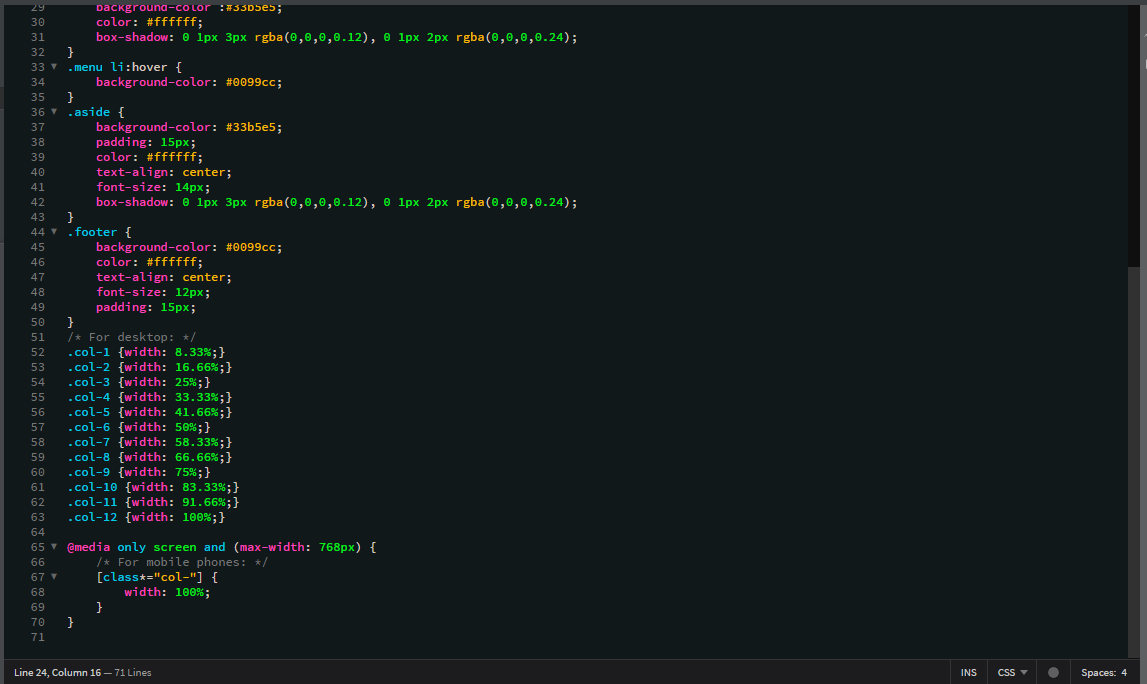 29 background-color :#33b5e5;
30 color: #ffffff;
31 box-shadow: 0 1px 3px rgba(0,0,0,0.12), 0 1px 2px rgba(0,0,0,0.24);
32 }
33 .menu li:hover {
34 background-color: #0099cc;
35 }
36 .aside {
37 background-color: #33b5e5;
38 padding: 15px;
39 color: #ffffff;
40 text-align: center;
41 font-size: 14px;
42 box-shadow: 0 1px 3px rgba(0,0,0,0.12), 0 1px 2px rgba(0,0,0,0.24);
43 }
44 .footer {
45 background-color: #0099cc;
46 color: #ffffff;
47 text-align: center;
48 font-size: 12px;
49 padding: 15px;
50 }
51 /* For desktop: */
52 .col-1 {width: 8.33%;}
53 .col-2 {width: 16.66%;}
54 .col-3 {width: 25%;}
55 .col-4 {width: 33.33%;}
56 .col-5 {width: 41.66%;}
57 .col-6 {width: 50%;}
58 .col-7 {width: 58.33%;}
59 .col-8 {width: 66.66%;}
60 .col-9 {width: 75%;}
61 .col-10 {width: 83.33%;}
62 .col-11 {width: 91.66%;}
63 .col-12 {width: 100%;}
64
65 @media only screen and (max-width: 768px) {
66 /* For mobile phones: */
67 [class*="col-"] {
68 width: 100%;
69 }
70 }
71
Line 24, Column 16 — 71 Lines INS CSS Spaces: 4